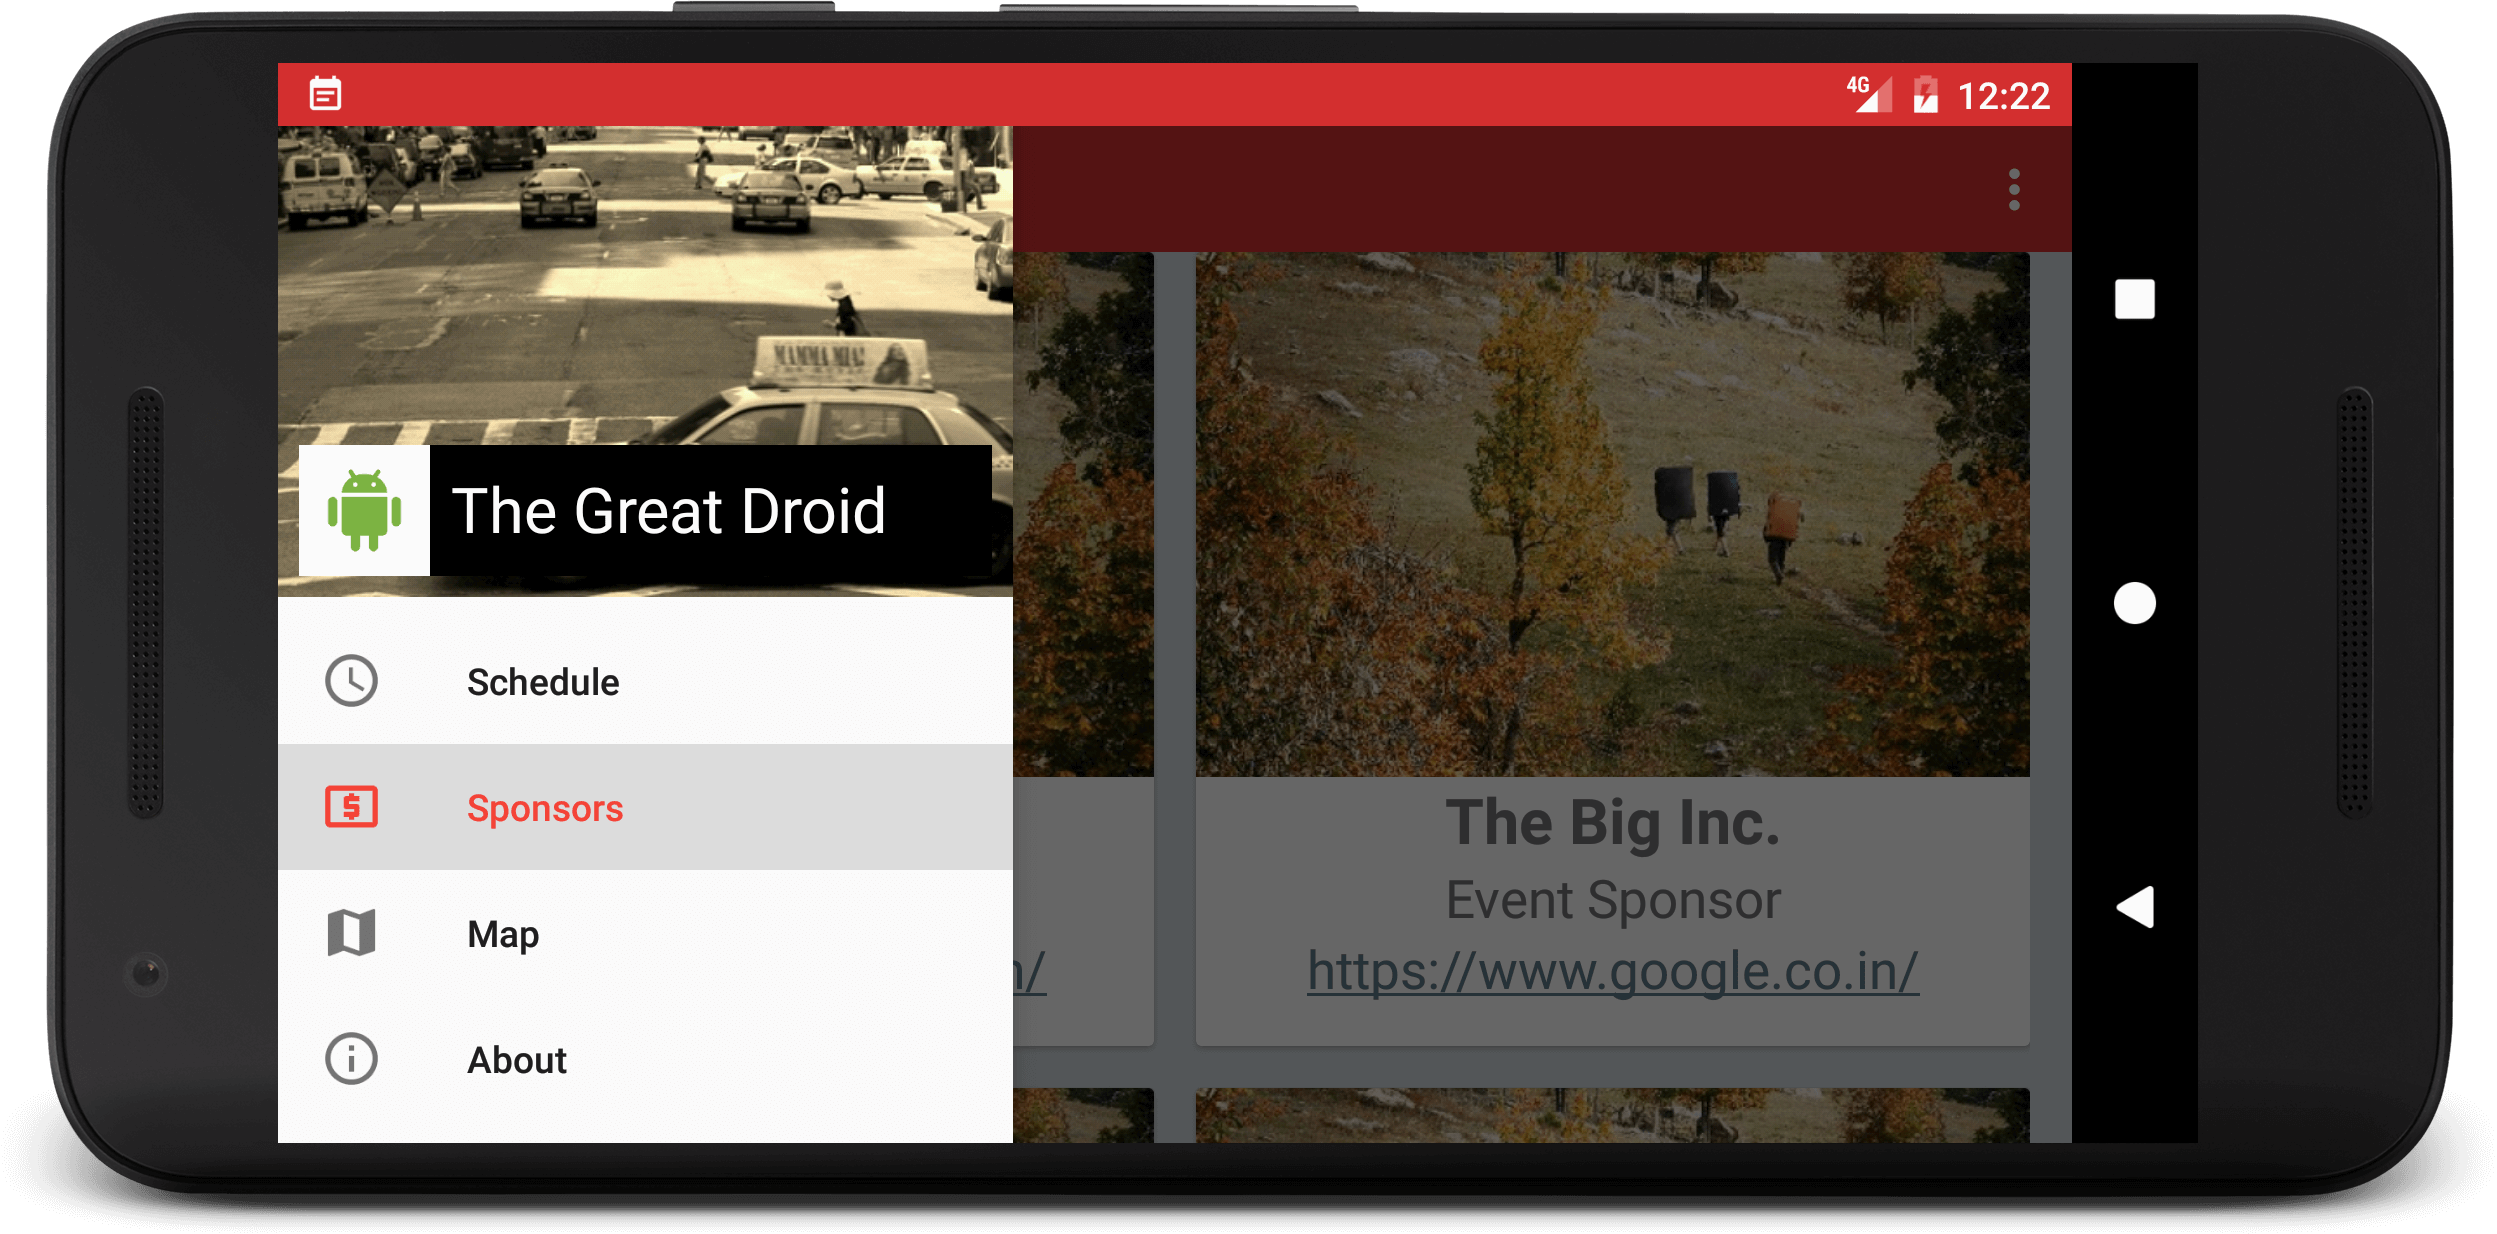 4G
12:22
MAMMA MIA!
The Great Droid
Schedule
Sponsors
Map
About
The Big Inc.
Event Sponsor
n/
https://www.google.co.in/